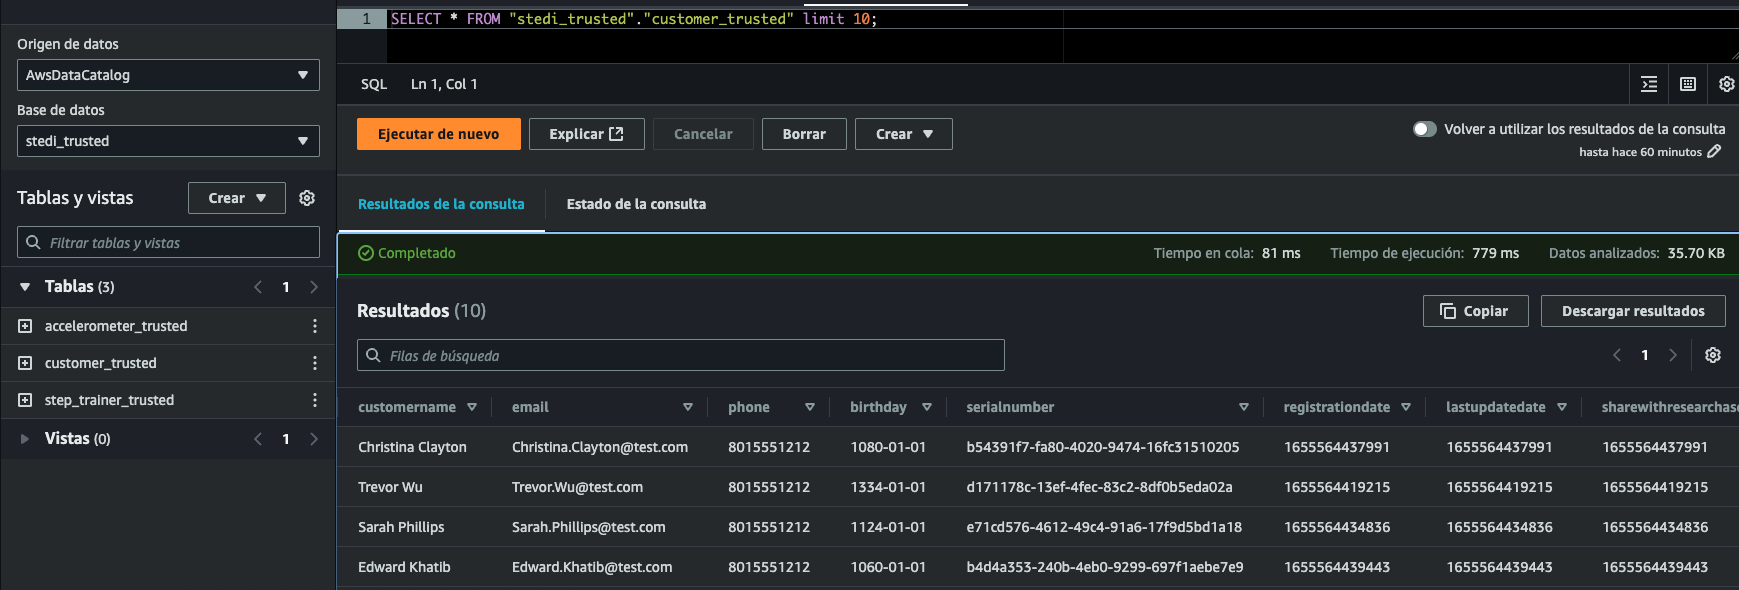 Origen de datos
AwsDataCatalog
Base de datos
stedi_trusted
Tablas y vistas
Crear
Filtrar tablas y vistas
Tablas (3)
1
accelerometer_trusted
customer_trusted
step_trainer_trusted
Vistas (0)
1
1 SELECT * FROM "stedi_trusted"."customer_trusted" limit 10;
SQL Ln 1, Col 1
Ejecutar de nuevo Explicar Cancelar Borrar Crear
Volver a utilizar los resultados de la consulta
hasta hace 60 minutos
Resultados de la consulta Estado de la consulta
Completado Tiempo en cola: 81 ms Tiempo de ejecución: 779 ms Datos analizados: 35.70 KB
Resultados (10) Copiar Descargar resultados
Filas de búsqueda 1
customername email phone birthday serialnumber registrationdate lastupdatedate sharewithresearchas
Christina Clayton Christina.Clayton@test.com 8015551212 1080-01-01 b54391f7-fa80-4020-9474-16fc31510205 1655564437991 1655564437991 1655564437991
Trevor Wu Trevor.Wu@test.com 8015551212 1334-01-01 d171178c-13ef-4fec-83c2-8df0b5eda02a 1655564419215 1655564419215 1655564419215
Sarah Phillips Sarah.Phillips@test.com 8015551212 1124-01-01 e71cd576-4612-49c4-91a6-17f9d5bd1a18 1655564434836 1655564434836 1655564434836
Edward Khatib Edward.Khatib@test.com 8015551212 1060-01-01 b4d4a353-240b-4eb0-9299-697f1aebe7e9 1655564439443 1655564439443 1655564439443